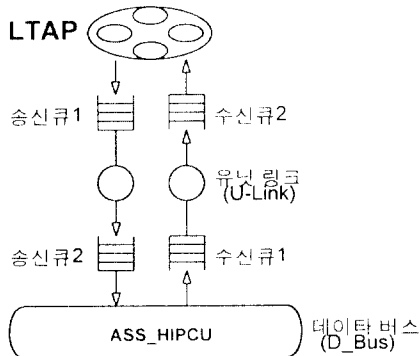 LTAP
송신큐1 수신큐2
유닛 링크
(U-Link)
송신큐2 수신큐1
ASS_HIPCU 데이타 버스
(D_Bus)